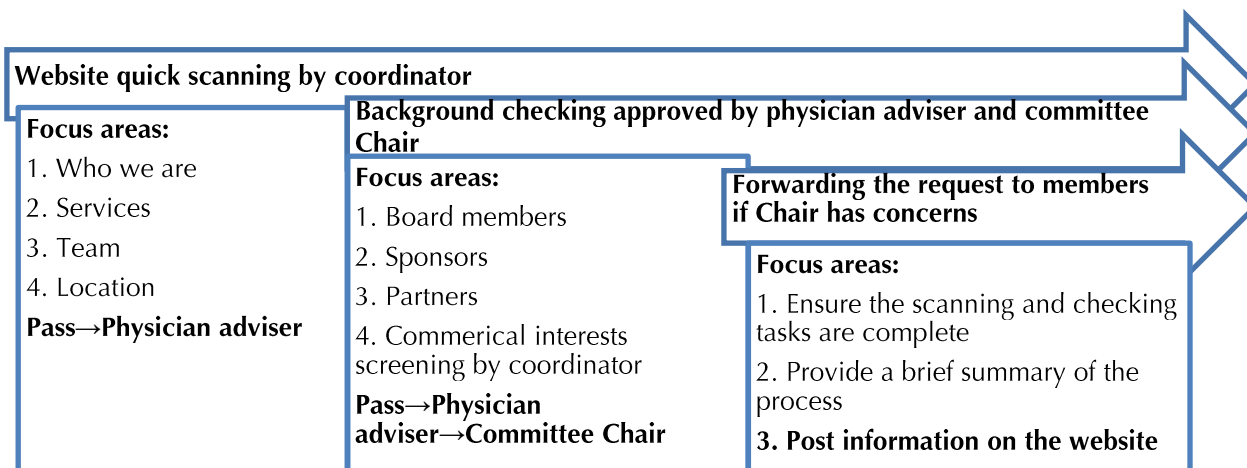 Website quick scanning by coordinator
Focus areas:
1. Who we are
2. Services
3. Team
4. Location
Pass→Physician adviser
Background checking approved by physician adviser and committee
Chair
Focus areas:
1. Board members
2. Sponsors
3. Partners
4. Commerical interests
screening by coordinator
Pass→Physician
adviser→Committee Chair
Forwarding the request to members
if Chair has concerns
Focus areas:
1. Ensure the scanning and checking
tasks are complete
2. Provide a brief summary of the
process
3. Post information on the website